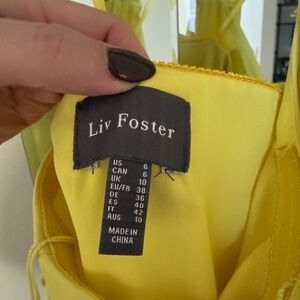 Liv Foster
US 6
CAN 6
UK 10
EU/FR 38
DE 36
ES 40
IT 42
AUS 10
MADE IN
CHINA